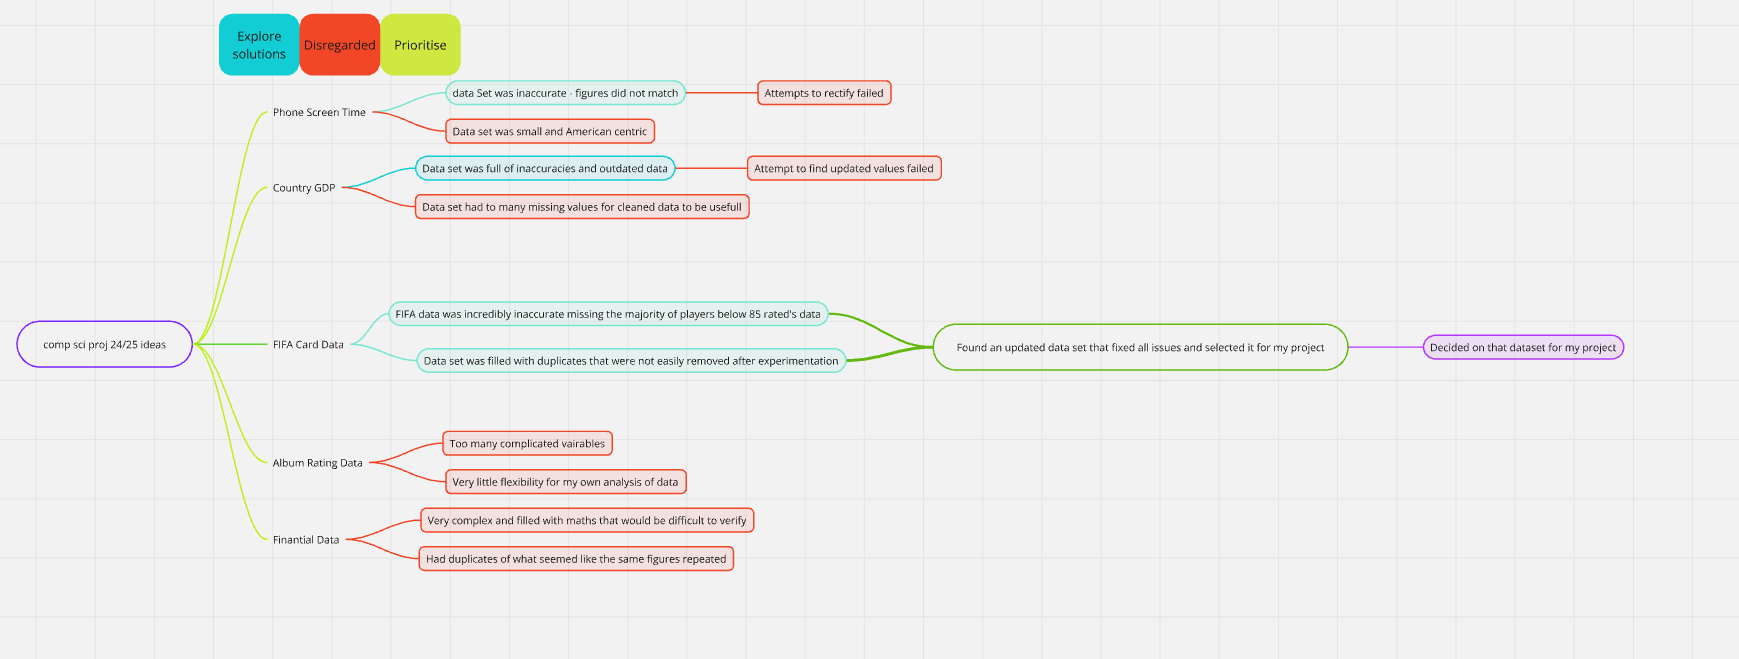 Explore
solutions
Disregarded
Prioritise
Phone Screen Time
data Set was inaccurate - figures did not match
Attempts to rectify failed
Data set was small and American centric
Country GDP
Data set was full of inaccuracies and outdated data
Attempt to find updated values failed
Data set had to many missing values for cleaned data to be usefull
comp sci proj 24/25 ideas
FIFA Card Data
FIFA data was incredibly inaccurate missing the majority of players below 85 rated's data
Data set was filled with duplicates that were not easily removed after experimentation
Found an updated data set that fixed all issues and selected it for my project
Decided on that dataset for my project
Album Rating Data
Too many complicated vairables
Very little flexibility for my own analysis of data
Finantial Data
Very complex and filled with maths that would be difficult to verify
Had duplicates of what seemed like the same figures repeated